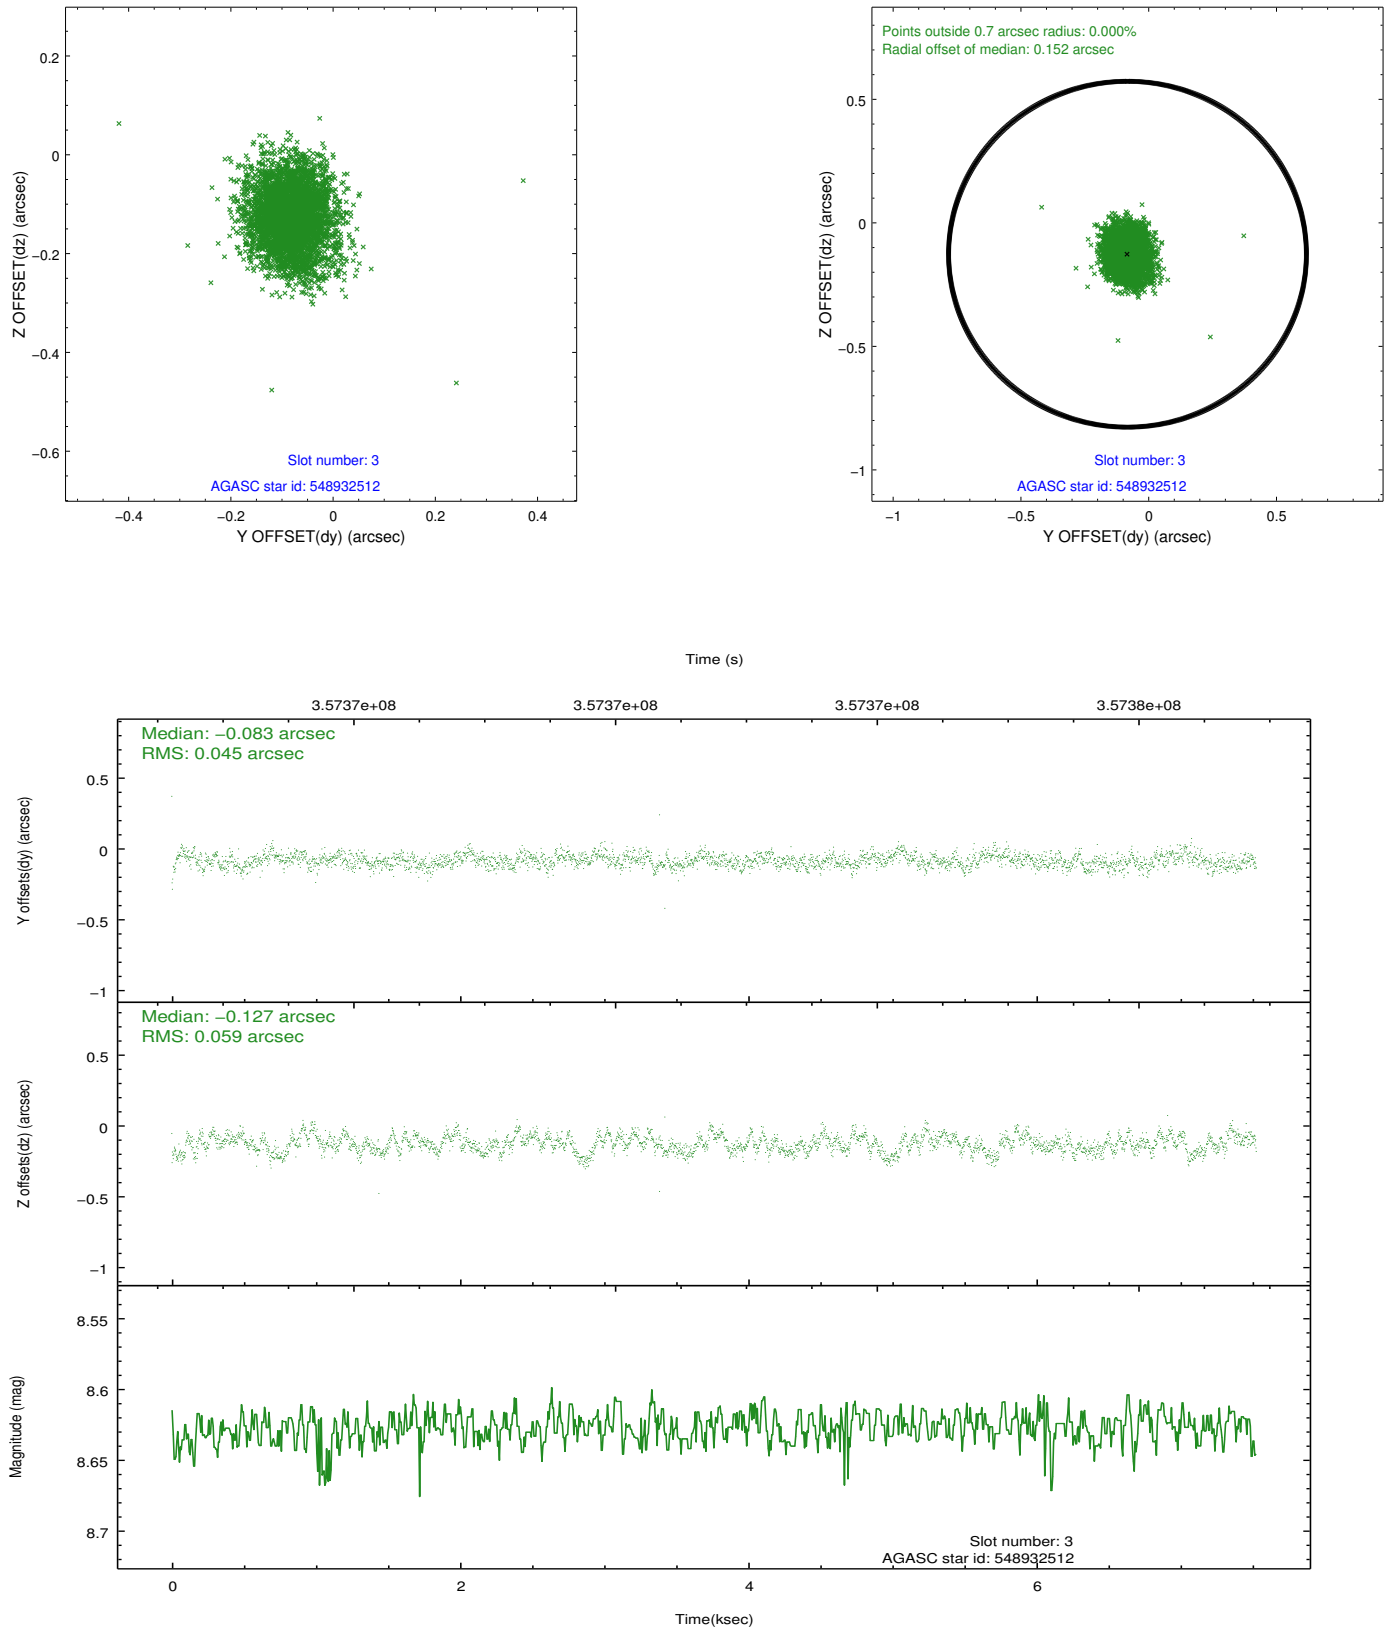 0.2
0
−0.2
−0.4
−0.6
Z OFFSET(dz) (arcsec)
Slot number: 3
AGASC star id: 548932512
−0.4
−0.2
0
0.2
0.4
Y OFFSET(dy) (arcsec)
Points outside 0.7 arcsec radius: 0.000%
Radial offset of median: 0.152 arcsec
0.5
0
−0.5
−1
Z OFFSET(dz) (arcsec)
Slot number: 3
AGASC star id: 548932512
−1
−0.5
0
0.5
Y OFFSET(dy) (arcsec)
Time (s)
3.5737e+08
3.5737e+08
3.5737e+08
3.5738e+08
Median: −0.083 arcsec
RMS: 0.045 arcsec
0.5
0
−0.5
−1
Y offsets(dy) (arcsec)
Median: −0.127 arcsec
RMS: 0.059 arcsec
0.5
0
−0.5
−1
Z offsets(dz) (arcsec)
8.55
8.6
8.65
8.7
Magnitude (mag)
Slot number: 3
AGASC star id: 548932512
0
2
4
6
Time(ksec)